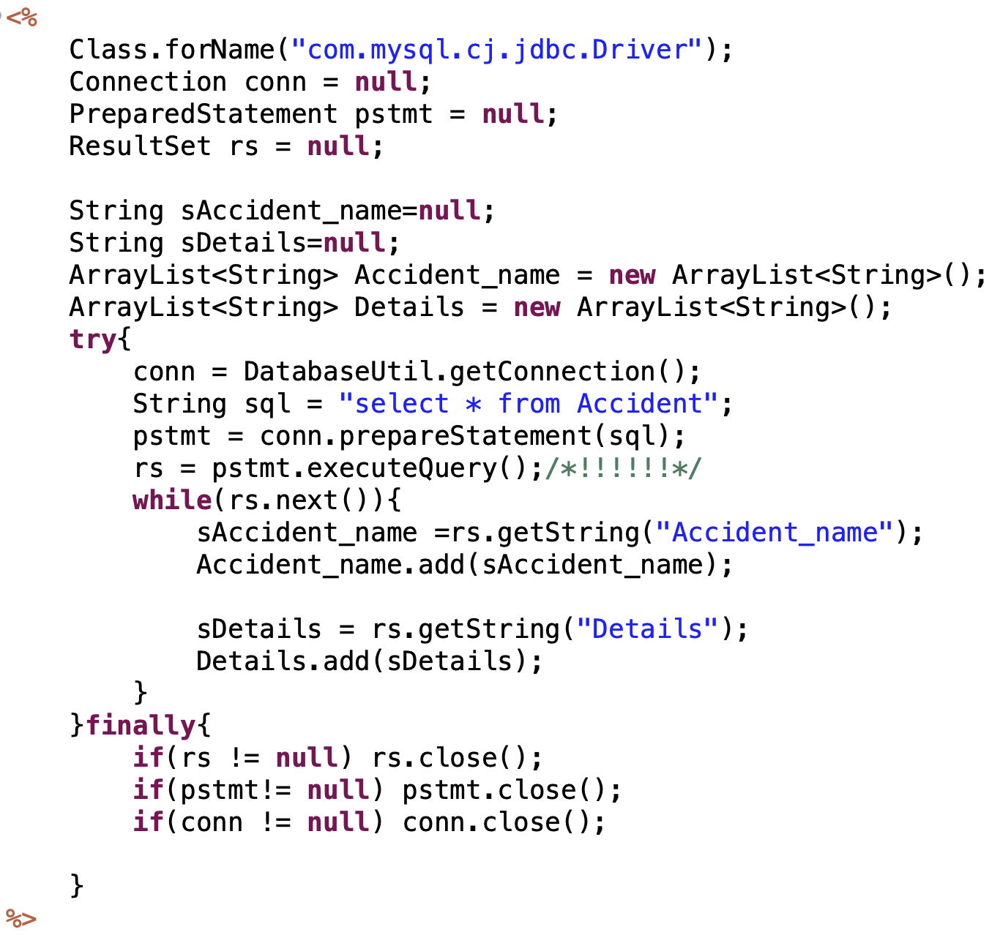 <%
Class.forName("com.mysql.cj.jdbc.Driver");
Connection conn = null;
PreparedStatement pstmt = null;
ResultSet rs = null;
String sAccident_name=null;
String sDetails=null;
ArrayList<String> Accident_name = new ArrayList<String>();
ArrayList<String> Details = new ArrayList<String>();
try{
conn = DatabaseUtil.getConnection();
String sql = "select * from Accident";
pstmt = conn.prepareStatement(sql);
rs = pstmt.executeQuery();/*!!!!!!*/
while(rs.next()){
sAccident_name =rs.getString("Accident_name");
Accident_name.add(sAccident_name);
sDetails = rs.getString("Details");
Details.add(sDetails);
}
}finally{
if(rs != null) rs.close();
if(pstmt!= null) pstmt.close();
if(conn != null) conn.close();
}
%>